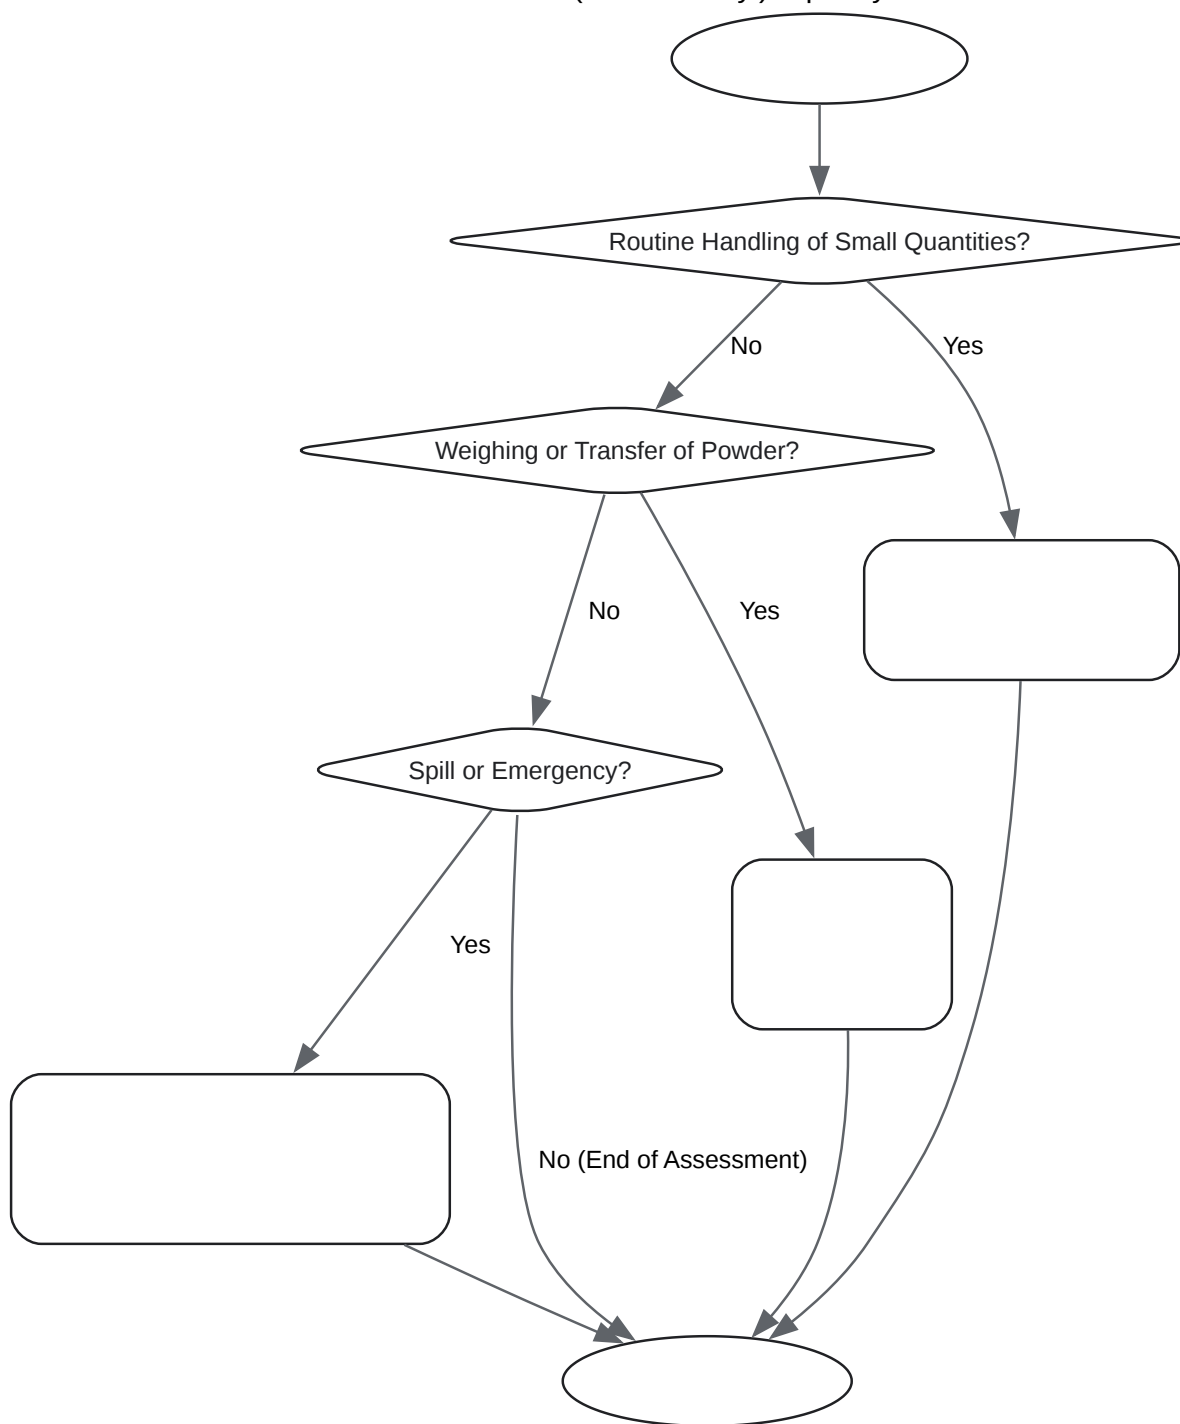 Routine Handling of Small Quantities?
No
Yes
Weighing or Transfer of Powder?
No
Yes
Spill or Emergency?
Yes
No (End of Assessment)